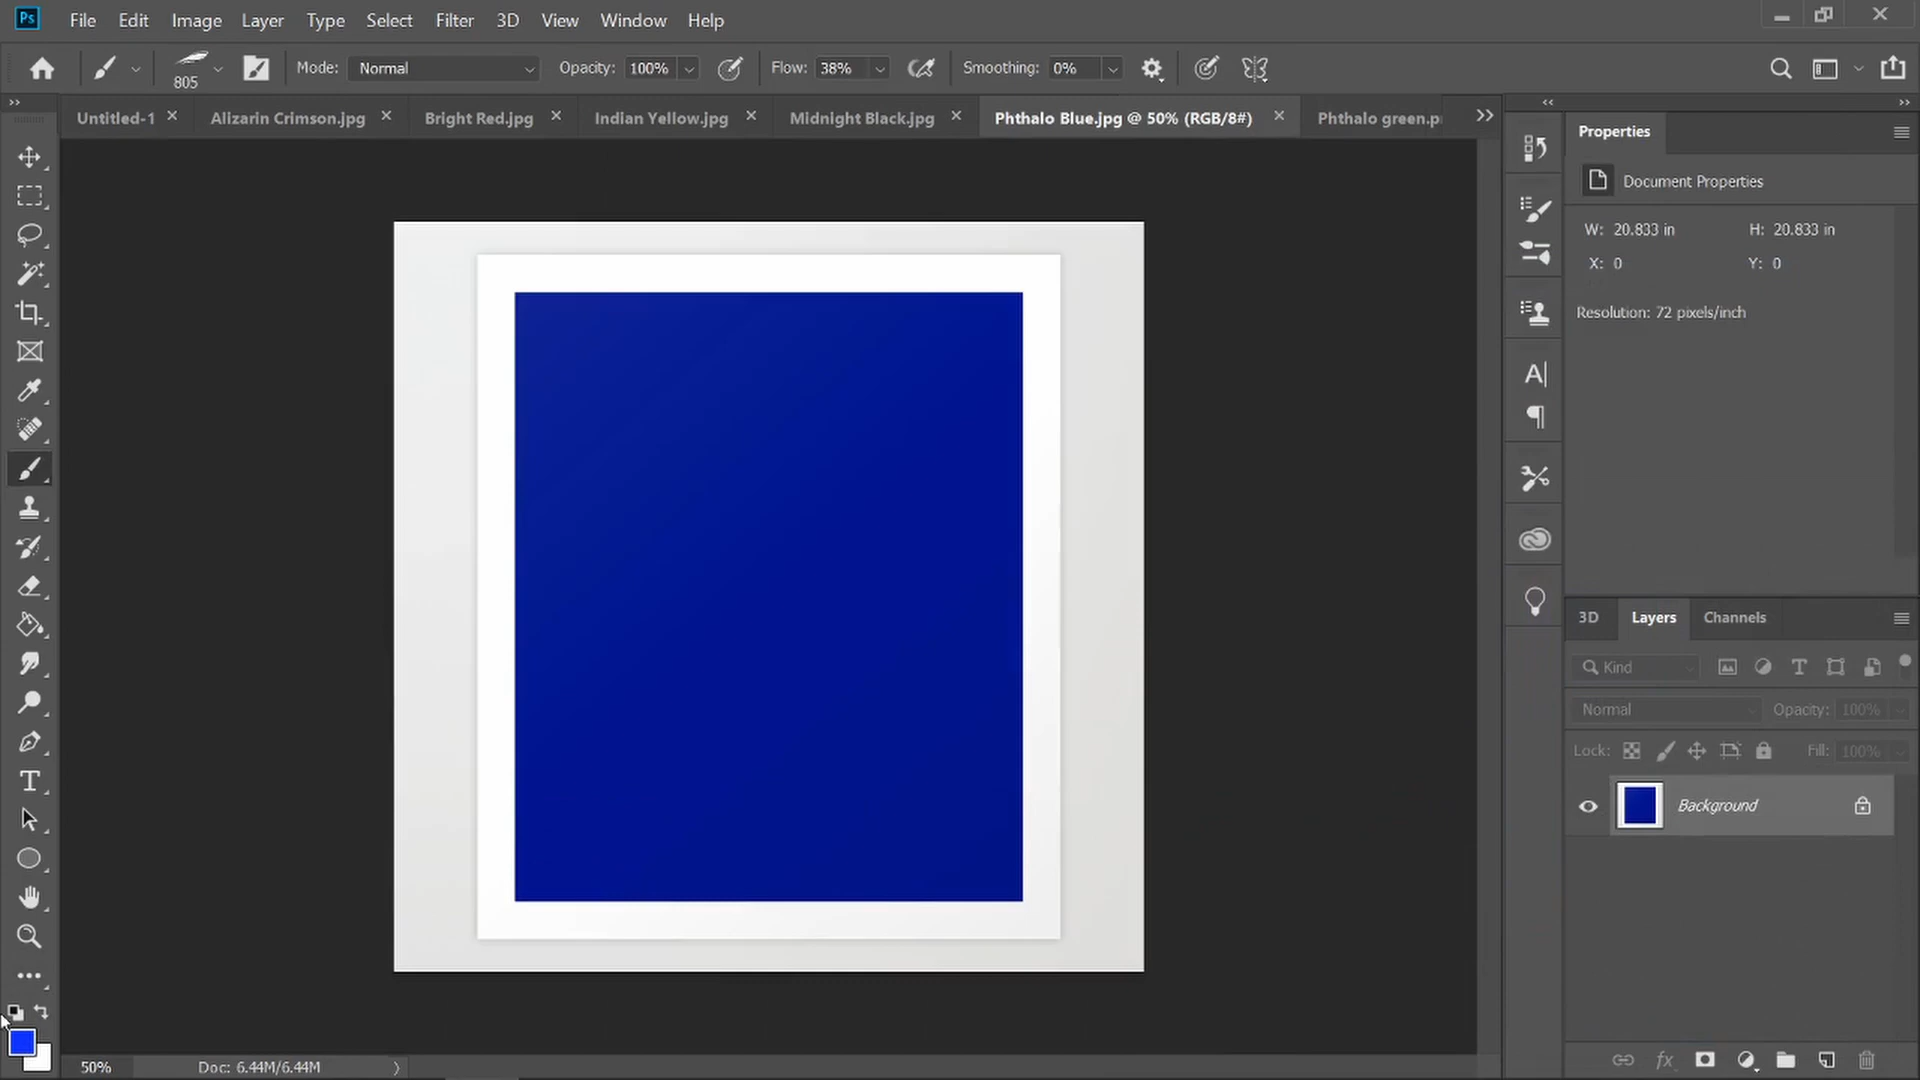 Ps File Edit Image Layer Type Select Filter 3D View Window Help
805 Mode: Normal Opacity: 100% Flow: 38% Smoothing: 0%
Untitled-1 Alizarin Crimson.jpg Bright Red.jpg Indian Yellow.jpg Midnight Black.jpg Phthalo Blue.jpg @ 50% (RGB/8#) Phthalo green.p
Properties
Document Properties
W: 20.833 in H: 20.833 in
X: 0 Y: 0
Resolution: 72 pixels/inch
3D Layers Channels
Kind
Normal Opacity: 100%
Lock: Fill: 100%
Background
50% Doc: 6.44M/6.44M
fx